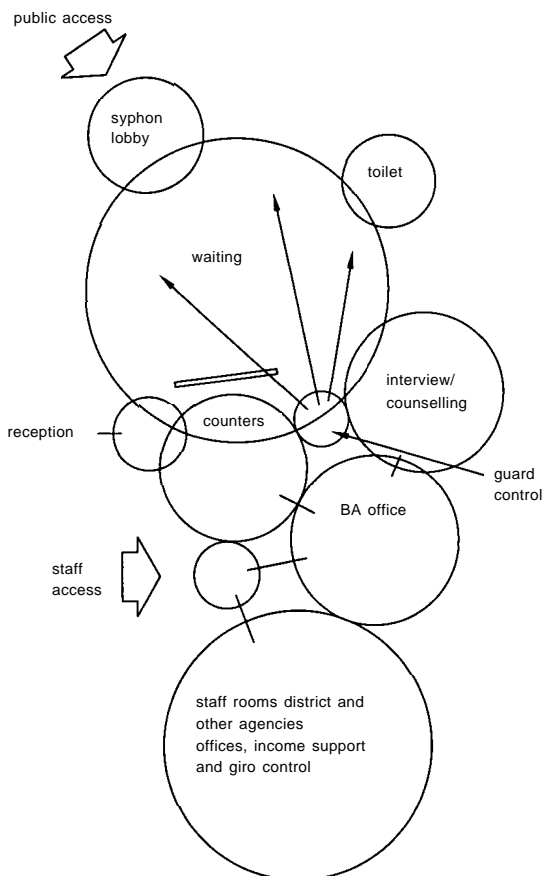 public access
syphon
lobby
toilet
waiting
interview/
counselling
counters
reception
guard
control
BA office
staff
access
staff rooms district and
other agencies
offices, income support
and giro control